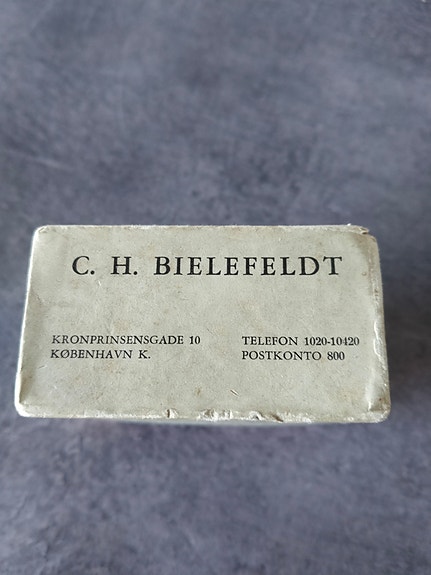 C. H. BIELEFELDT
KRONPRINSENSGADE 10 TELEFON 1020-10420
KØBENHAVN K. POSTKONTO 800